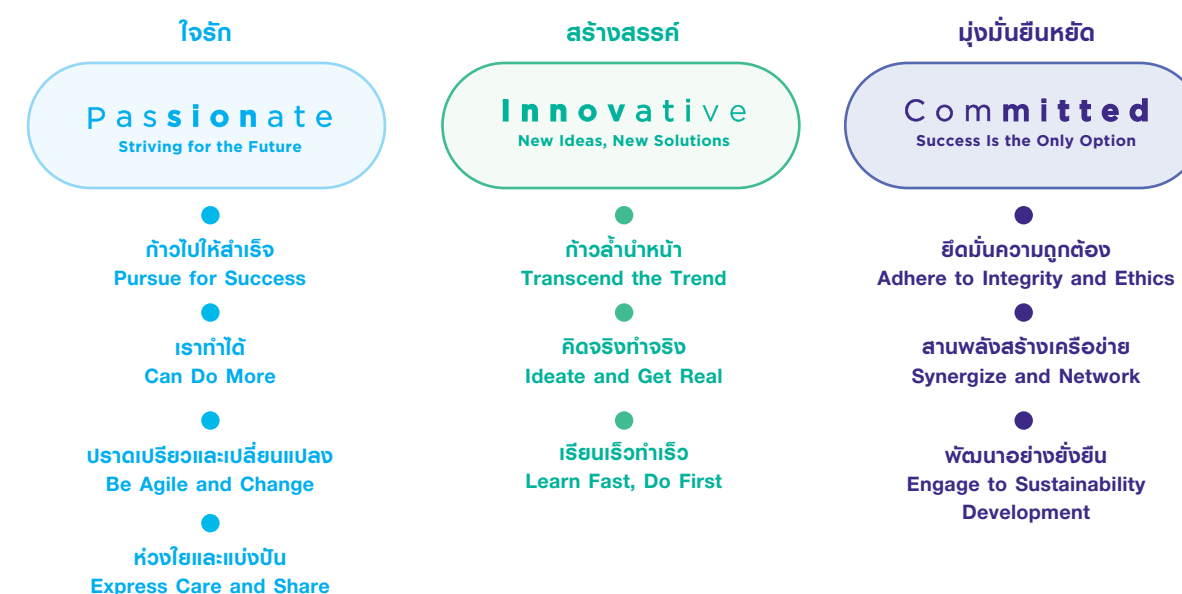 ใจรัก
Passionate
Striving for the Future
ก้าวไปให้สำเร็จ
Pursue for Success
เราทำได้
Can Do More
ปราดเปรียวและเปลี่ยนแปลง
Be Agile and Change
ห่วงใยและแบ่งปัน
Express Care and Share
สร้างสรรค์
Innovative
New Ideas, New Solutions
ก้าวล้ำนำหน้า
Transcend the Trend
คิดจริงทำจริง
Ideate and Get Real
เรียนเร็วทำเร็ว
Learn Fast, Do First
มุ่งมั่นยืนหยัด
Committed
Success Is the Only Option
ยึดมั่นความถูกต้อง
Adhere to Integrity and Ethics
สานพลังสร้างเครือข่าย
Synergize and Network
พัฒนาอย่างยั่งยืน
Engage to Sustainability
Development